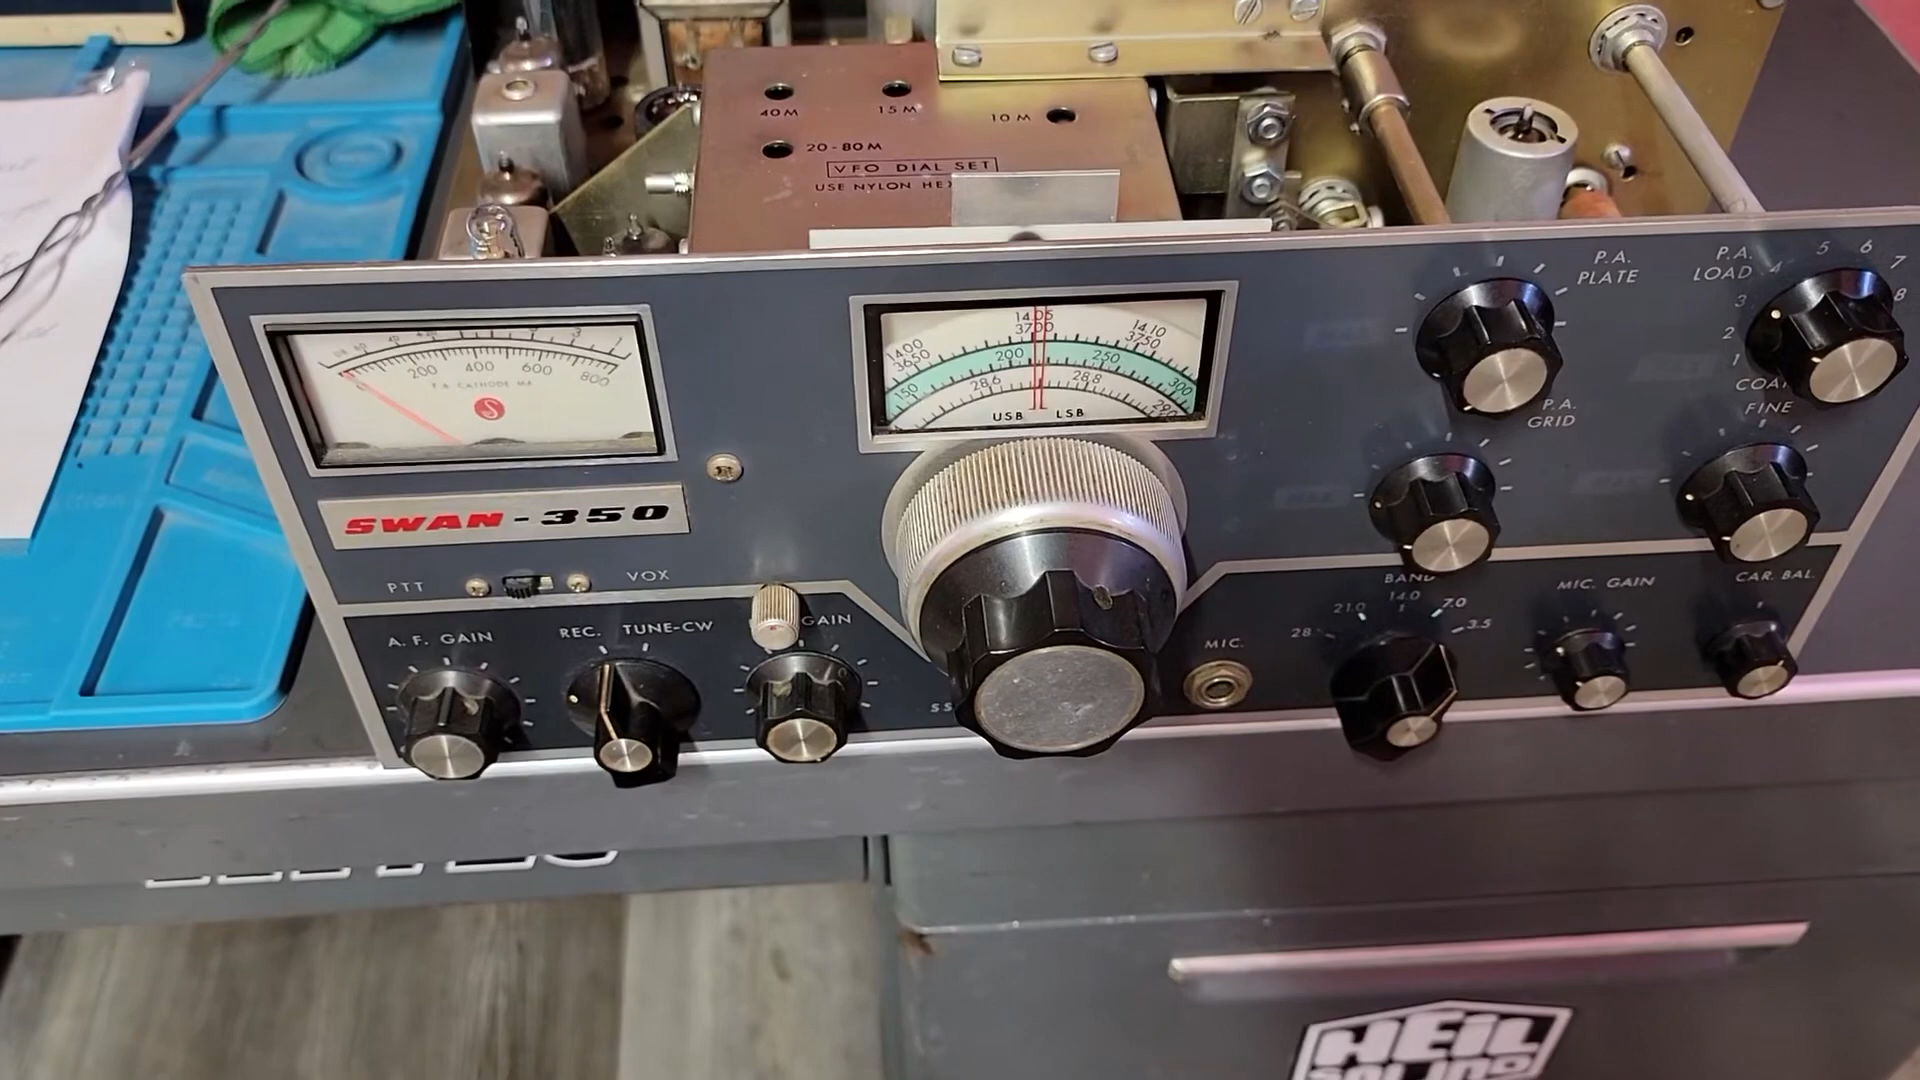 40M
15M
10M
20-80M
VFO DIAL SET
USE NYLON HEX
P.A.
PLATE
P.A.
LOAD
1
2
3
4
5
6
7
8
COAR
FINE
P.A.
GRID
0
200
400
600
800
P.A. CATHODE MA
S
14.00
14.05
14.10
3650
3700
3750
150
200
250
300
28.6
28.8
USB
LSB
SWAN-350
PTT
VOX
A.F. GAIN
REC.
TUNE-CW
GAIN
MIC.
BAND
28
21.0
14.0
7.0
3.5
MIC. GAIN
CAR. BAL.
HEIL
SOUND